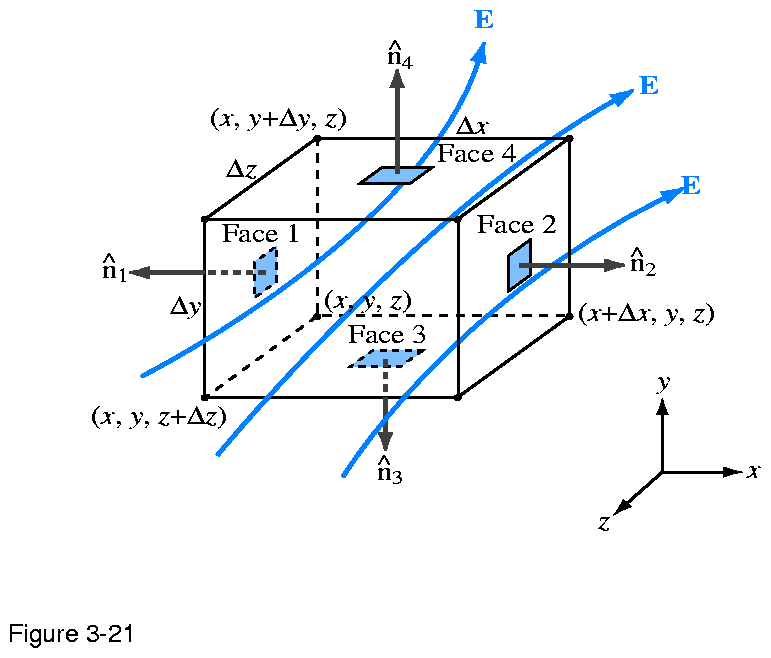 E
n̂4
E
(x, y+Δy, z)
Δx
Face 4
Δz
E
Face 1
Face 2
n̂1
n̂2
Δy
(x, y, z)
(x+Δx, y, z)
Face 3
(x, y, z+Δz)
n̂3
y
x
z
Figure 3-21